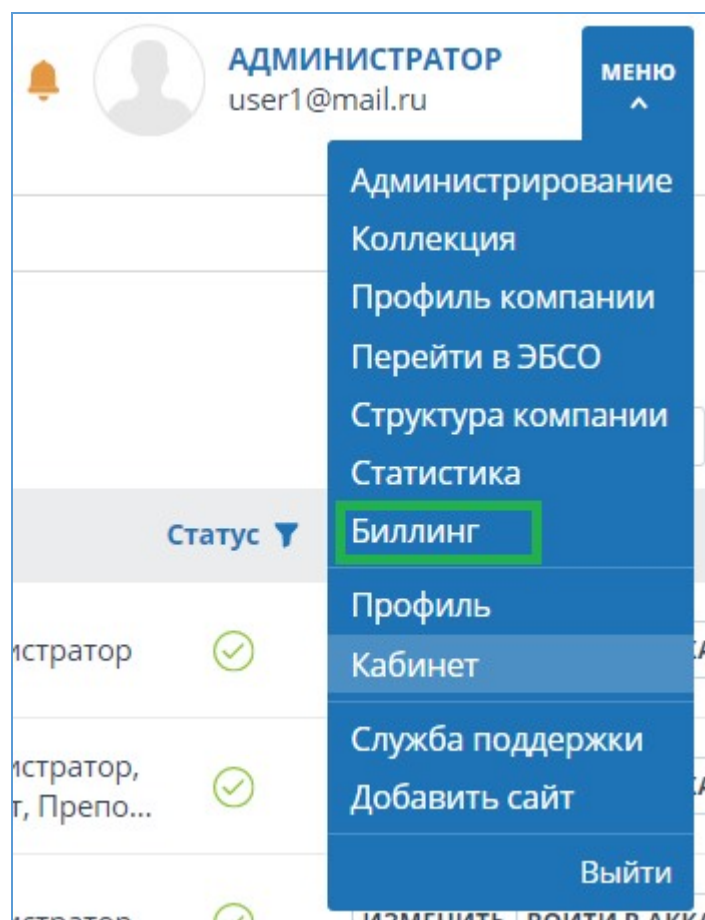 АДМИНИСТРАТОР
user1@mail.ru
МЕНЮ
Администрирование
Коллекция
Профиль компании
Перейти в ЭБСО
Структура компании
Статистика
Статус
Биллинг
Профиль
Кабинет
Служба поддержки
Добавить сайт
Выйти